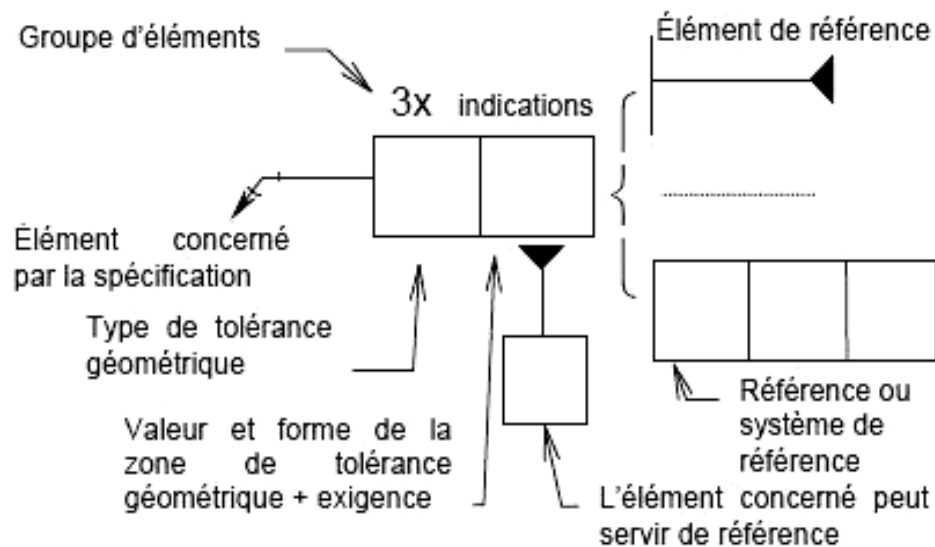 Groupe d'éléments
Élément de référence
3x indications
Élément concerné
par la spécification
Type de tolérance
géométrique
Valeur et forme de la
zone de tolérance
géométrique + exigence
Référence ou
système de
référence
L'élément concerné peut
servir de référence